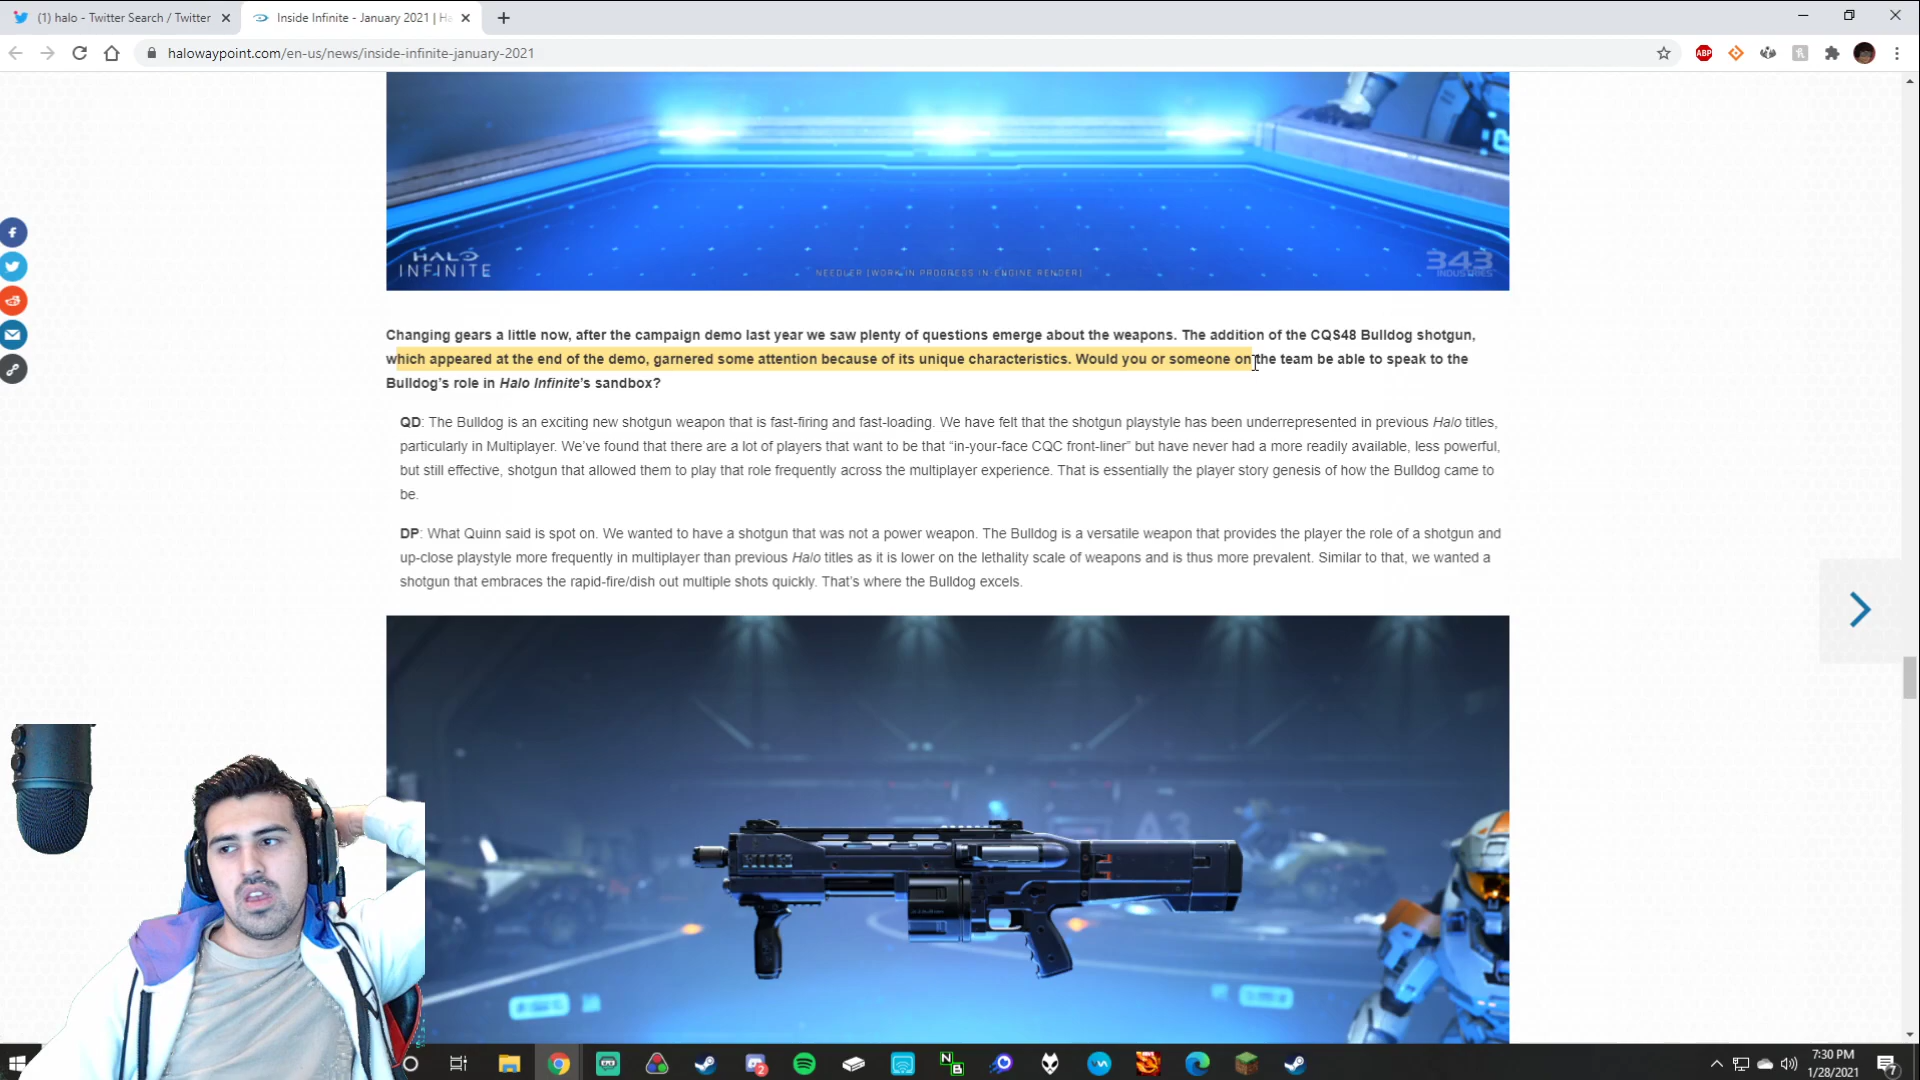 (1) halo - Twitter Search / Twitter
Inside Infinite - January 2021 | Ha
halowaypoint.com/en-us/news/inside-infinite-january-2021
ABP
HALO
INFINITE
NEEDLER [WORK IN PROGRESS IN-ENGINE RENDER]
343
INDUSTRIES
Changing gears a little now, after the campaign demo last year we saw plenty of questions emerge about the weapons. The addition of the CQS48 Bulldog shotgun,
which appeared at the end of the demo, garnered some attention because of its unique characteristics. Would you or someone on the team be able to speak to the
Bulldog’s role in Halo Infinite’s sandbox?
QD: The Bulldog is an exciting new shotgun weapon that is fast-firing and fast-loading. We have felt that the shotgun playstyle has been underrepresented in previous Halo titles,
particularly in Multiplayer. We’ve found that there are a lot of players that want to be that “in-your-face CQC front-liner” but have never had a more readily available, less powerful,
but still effective, shotgun that allowed them to play that role frequently across the multiplayer experience. That is essentially the player story genesis of how the Bulldog came to
be.
DP: What Quinn said is spot on. We wanted to have a shotgun that was not a power weapon. The Bulldog is a versatile weapon that provides the player the role of a shotgun and
up-close playstyle more frequently in multiplayer than previous Halo titles as it is lower on the lethality scale of weapons and is thus more prevalent. Similar to that, we wanted a
shotgun that embraces the rapid-fire/dish out multiple shots quickly. That’s where the Bulldog excels.
A3
N
B
2
7:30 PM
1/28/2021
7